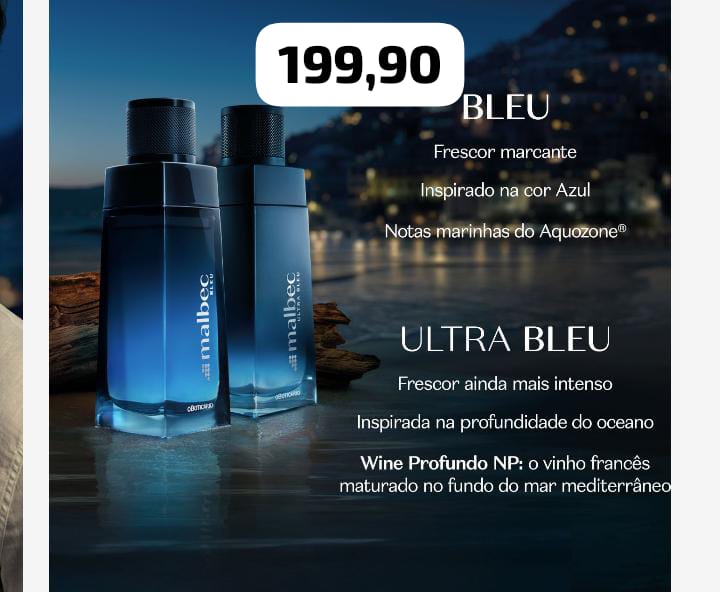 199,90
BLEU
Frescor marcante
Inspirado na cor Azul
Notas marinhas do Aquozone®
malbec
BLEU
oBoticário
malbec
ULTRA BLEU
oBoticário
ULTRA BLEU
Frescor ainda mais intenso
Inspirada na profundidade do oceano
Wine Profundo NP: o vinho francês
maturado no fundo do mar mediterrâneo